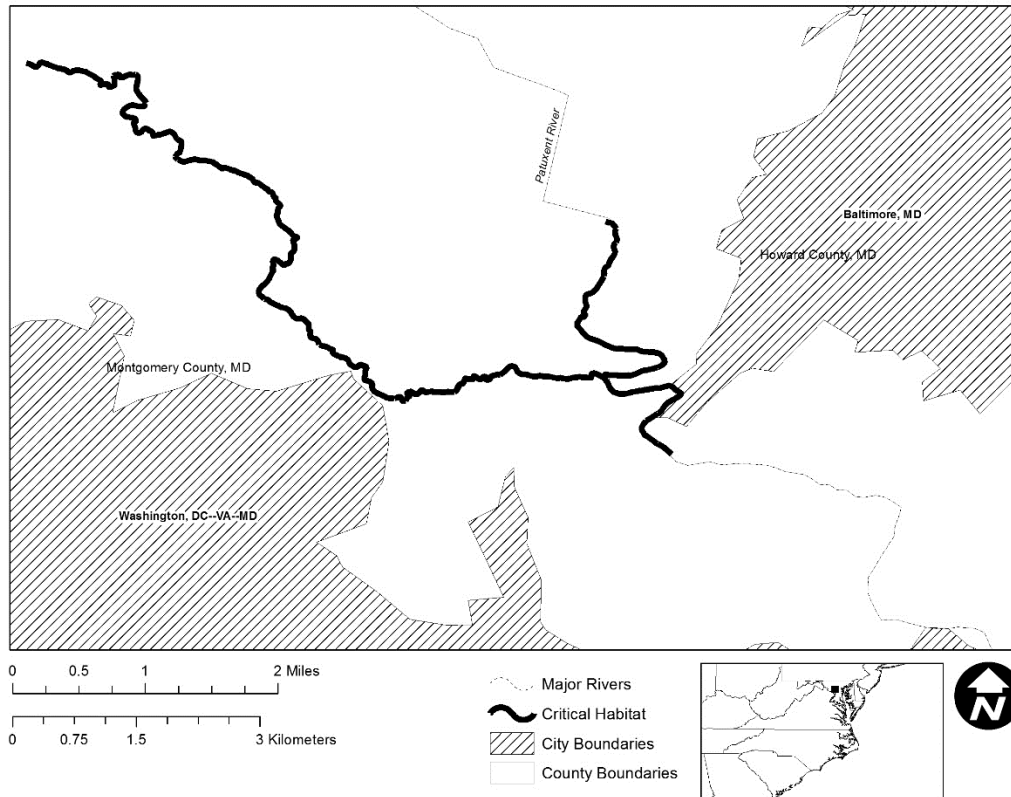 Patuxent River
Baltimore, MD
Howard County, MD
Montgomery County, MD
Washington, DC--VA--MD
0 0.5 1 2 Miles
0 0.75 1.5 3 Kilometers
Major Rivers
Critical Habitat
City Boundaries
County Boundaries
N